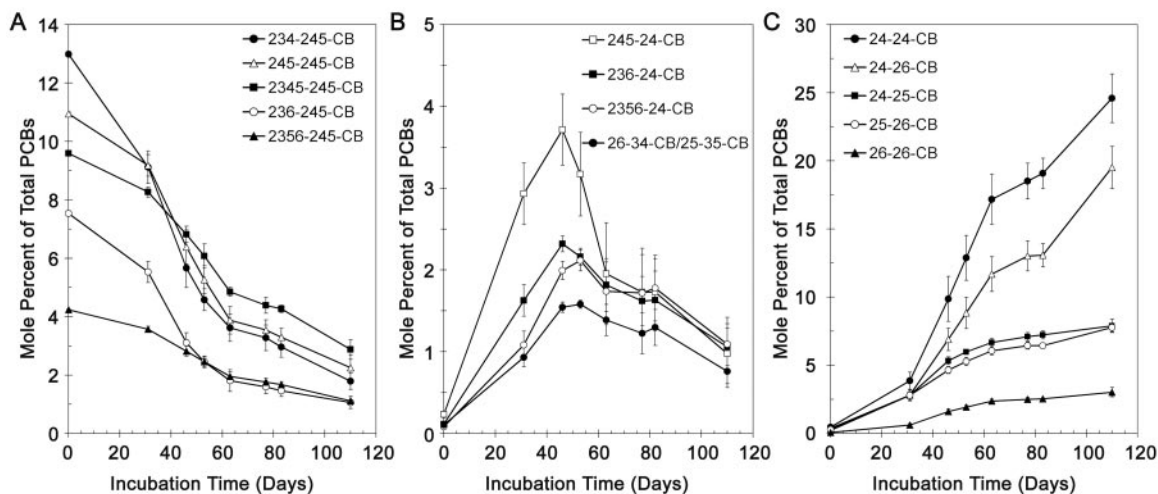 A
Mole Percent of Total PCBs
14
12
10
8
6
4
2
0
234-245-CB
245-245-CB
2345-245-CB
236-245-CB
2356-245-CB
0 20 40 60 80 100 120
Incubation Time (Days)
B
Mole Percent of Total PCBs
5
4
3
2
1
0
245-24-CB
236-24-CB
2356-24-CB
26-34-CB/25-35-CB
0 20 40 60 80 100 120
Incubation Time (Days)
C
Mole Percent of Total PCBs
30
25
20
15
10
5
0
24-24-CB
24-26-CB
24-25-CB
25-26-CB
26-26-CB
0 20 40 60 80 100 120
Incubation Time (Days)